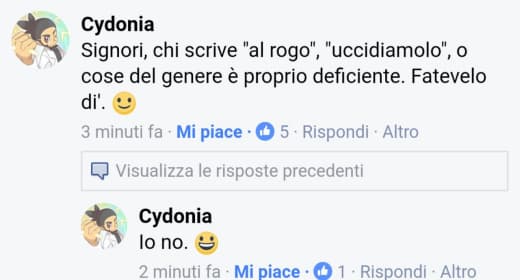 Cydonia
Signori, chi scrive "al rogo", "uccidiamolo", o
cose del genere è proprio deficiente. Fatevelo
di'. 🙂
3 minuti fa · Mi piace · 5 · Rispondi · Altro
Visualizza le risposte precedenti
Cydonia
Io no. 😀
2 minuti fa · Mi piace · 1 · Rispondi · Altro